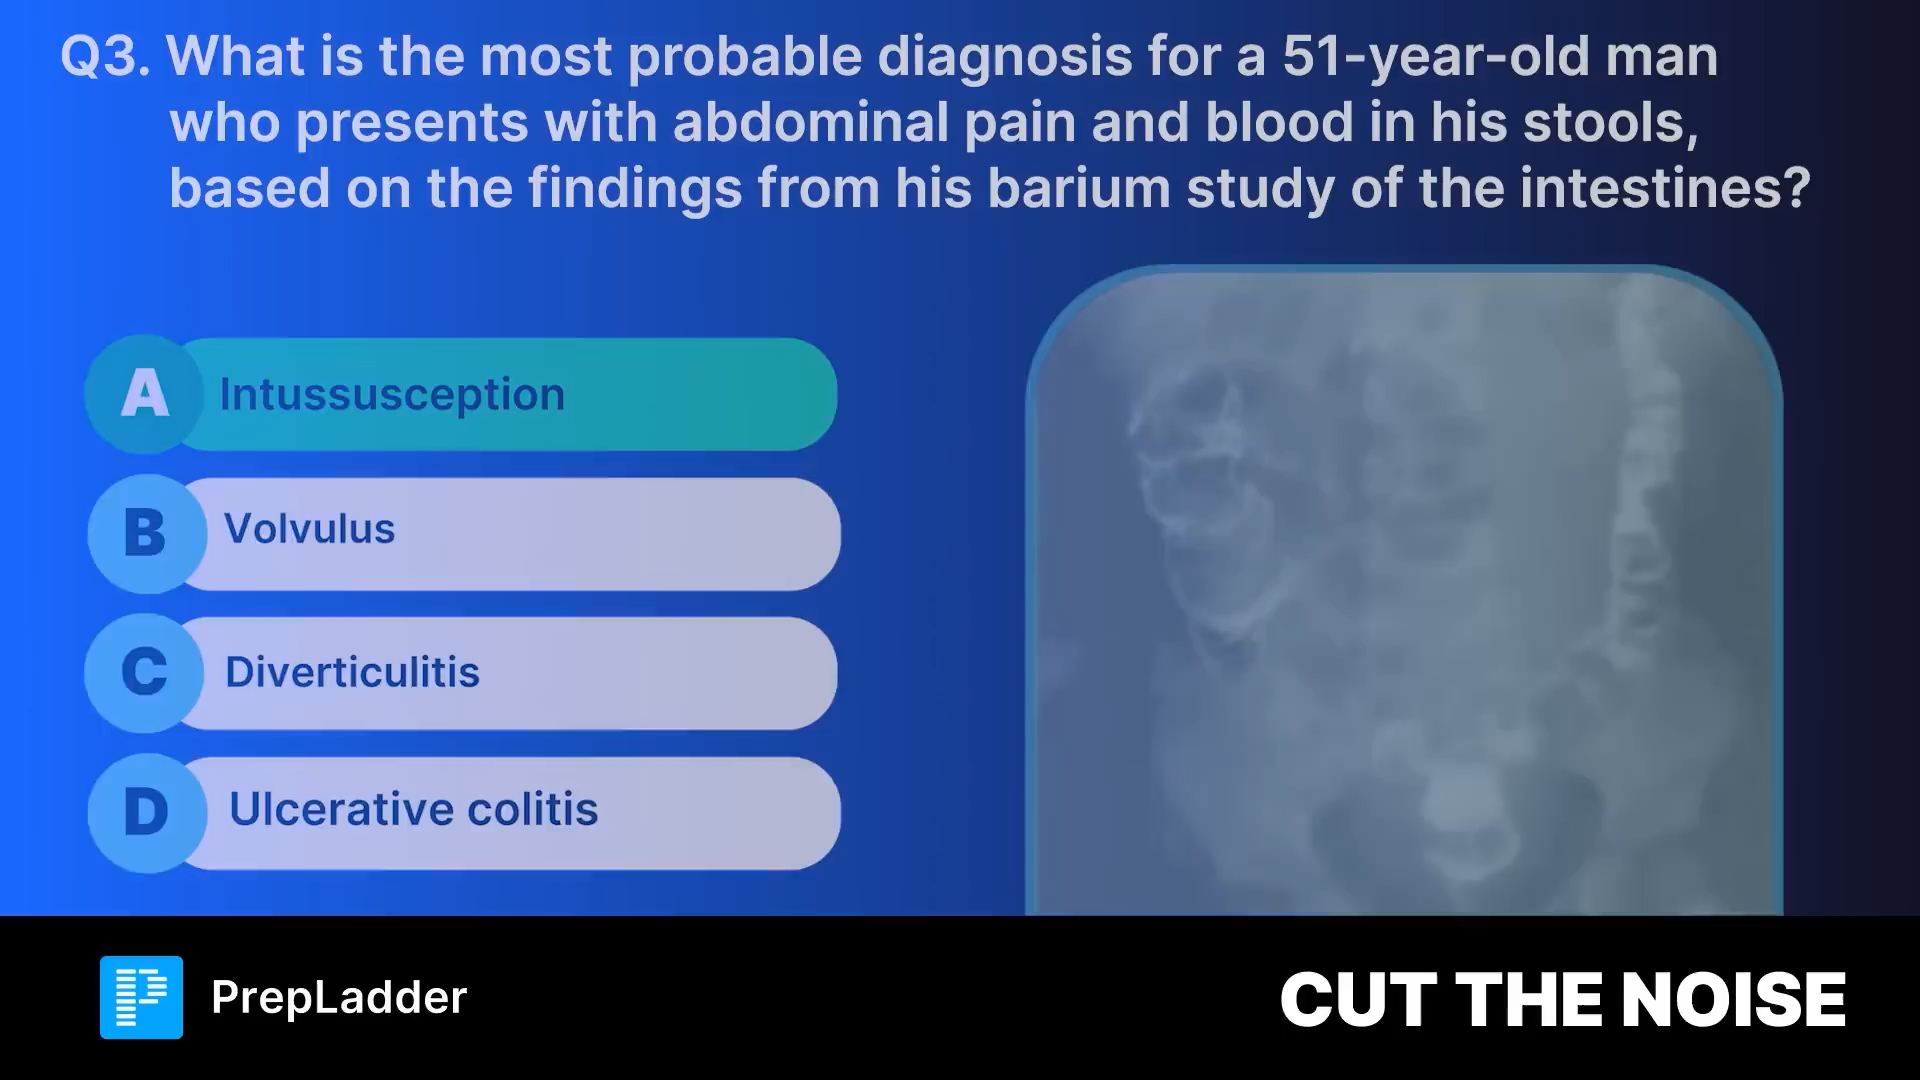 Q3. What is the most probable diagnosis for a 51-year-old man
who presents with abdominal pain and blood in his stools,
based on the findings from his barium study of the intestines?
A Intussusception
B Volvulus
C Diverticulitis
D Ulcerative colitis
PrepLadder
CUT THE NOISE